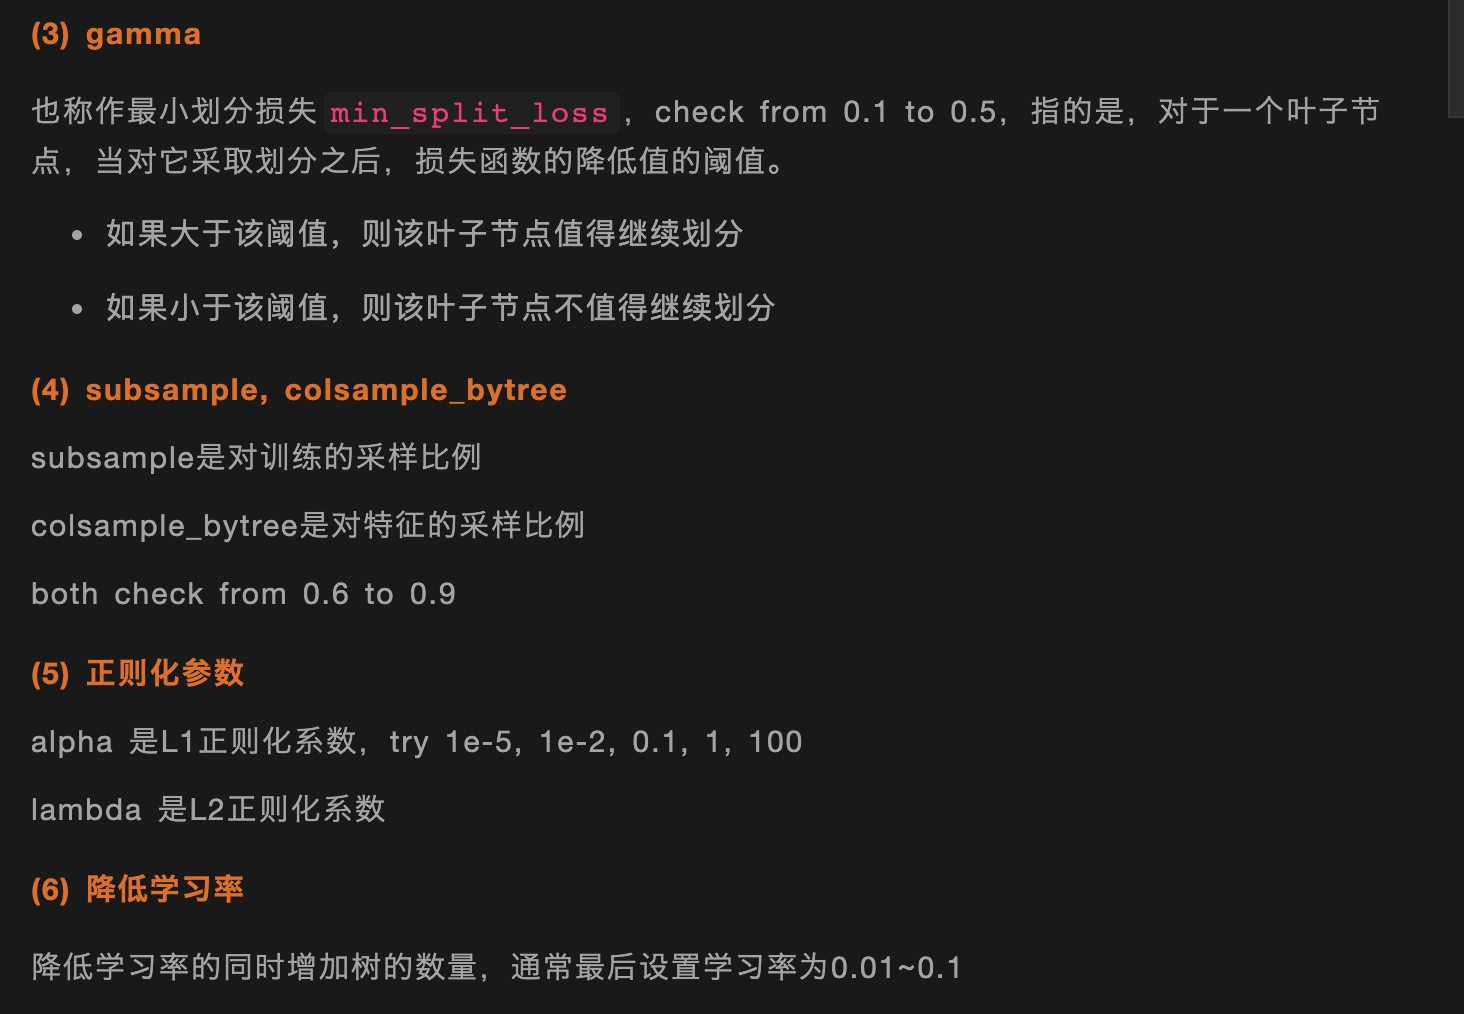 (3) gamma
也称作最小划分损失 min_split_loss ，check from 0.1 to 0.5，指的是，对于一个叶子节
点，当对它采取划分之后，损失函数的降低值的阈值。
• 如果大于该阈值，则该叶子节点值得继续划分
• 如果小于该阈值，则该叶子节点不值得继续划分
(4) subsample, colsample_bytree
subsample是对训练的采样比例
colsample_bytree是对特征的采样比例
both check from 0.6 to 0.9
(5) 正则化参数
alpha 是L1正则化系数，try 1e-5, 1e-2, 0.1, 1, 100
lambda 是L2正则化系数
(6) 降低学习率
降低学习率的同时增加树的数量，通常最后设置学习率为0.01~0.1